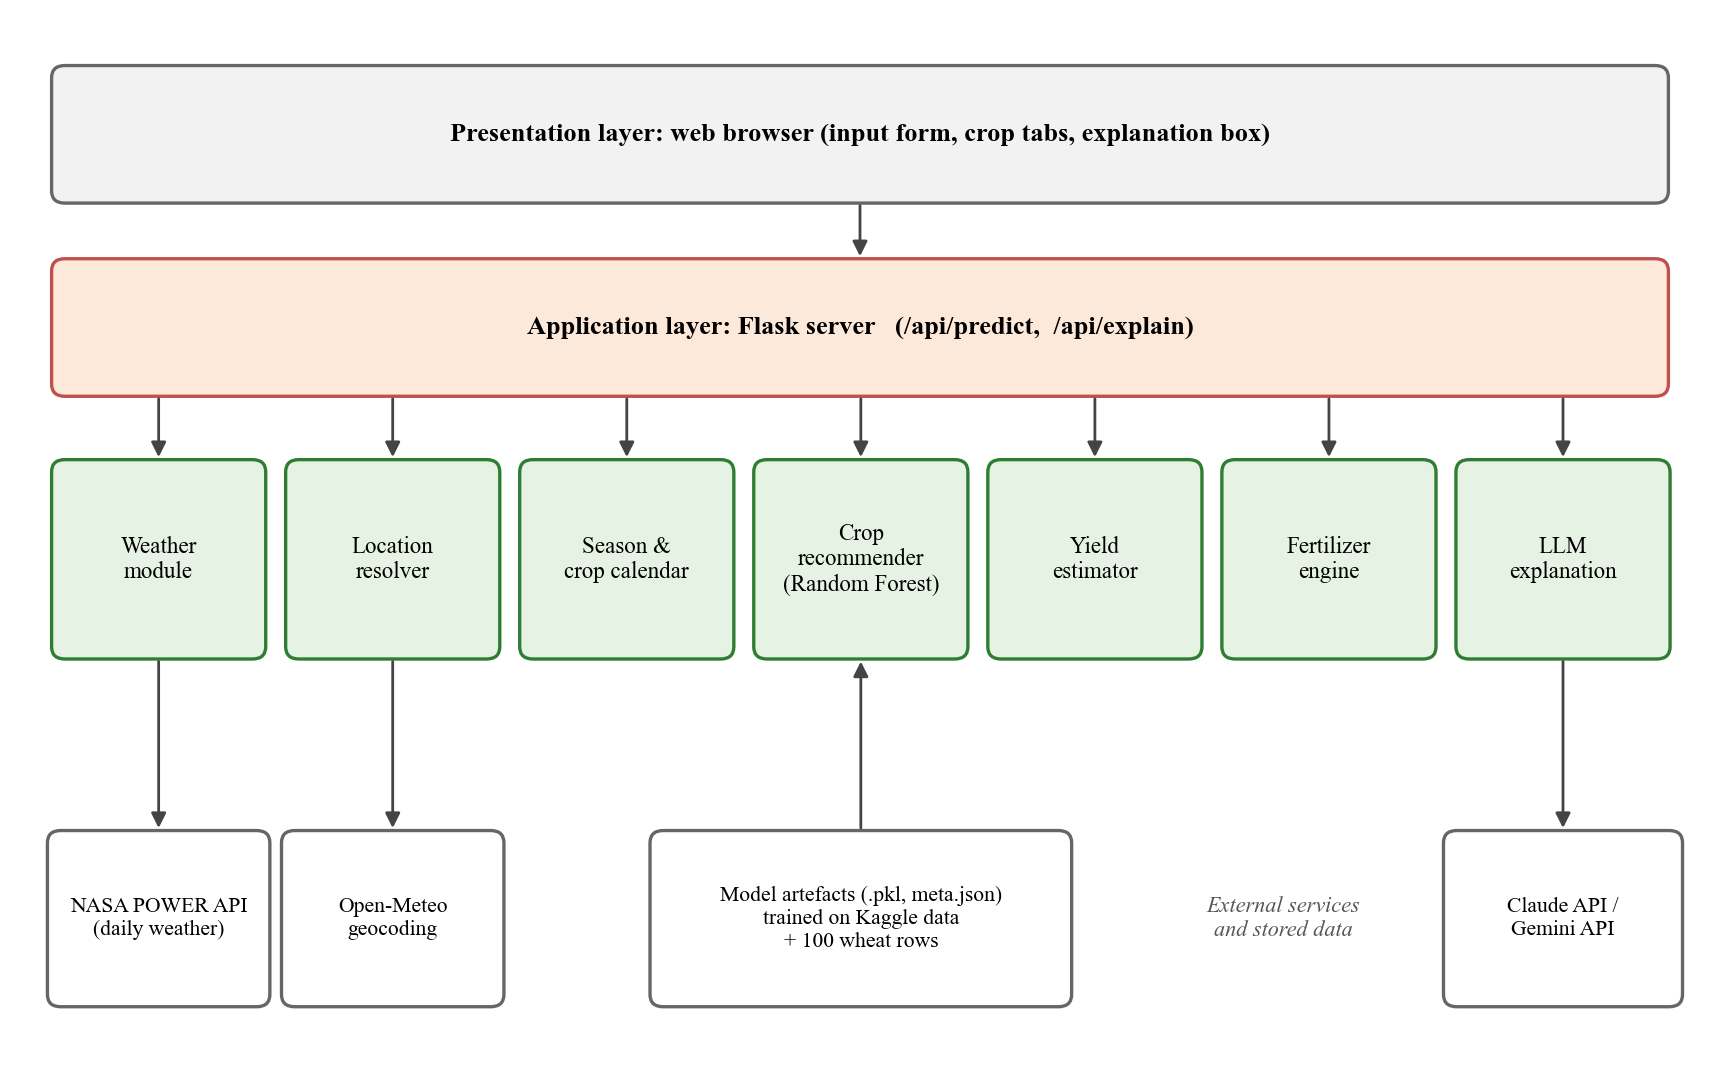 Presentation layer: web browser (input form, crop tabs, explanation box)
Application layer: Flask server (/api/predict, /api/explain)
Weather
module
Location
resolver
Season &
crop calendar
Crop
recommender
(Random Forest)
Yield
estimator
Fertilizer
engine
LLM
explanation
NASA POWER API
(daily weather)
Open-Meteo
geocoding
Model artefacts (.pkl, meta.json)
trained on Kaggle data
+ 100 wheat rows
External services
and stored data
Claude API /
Gemini API